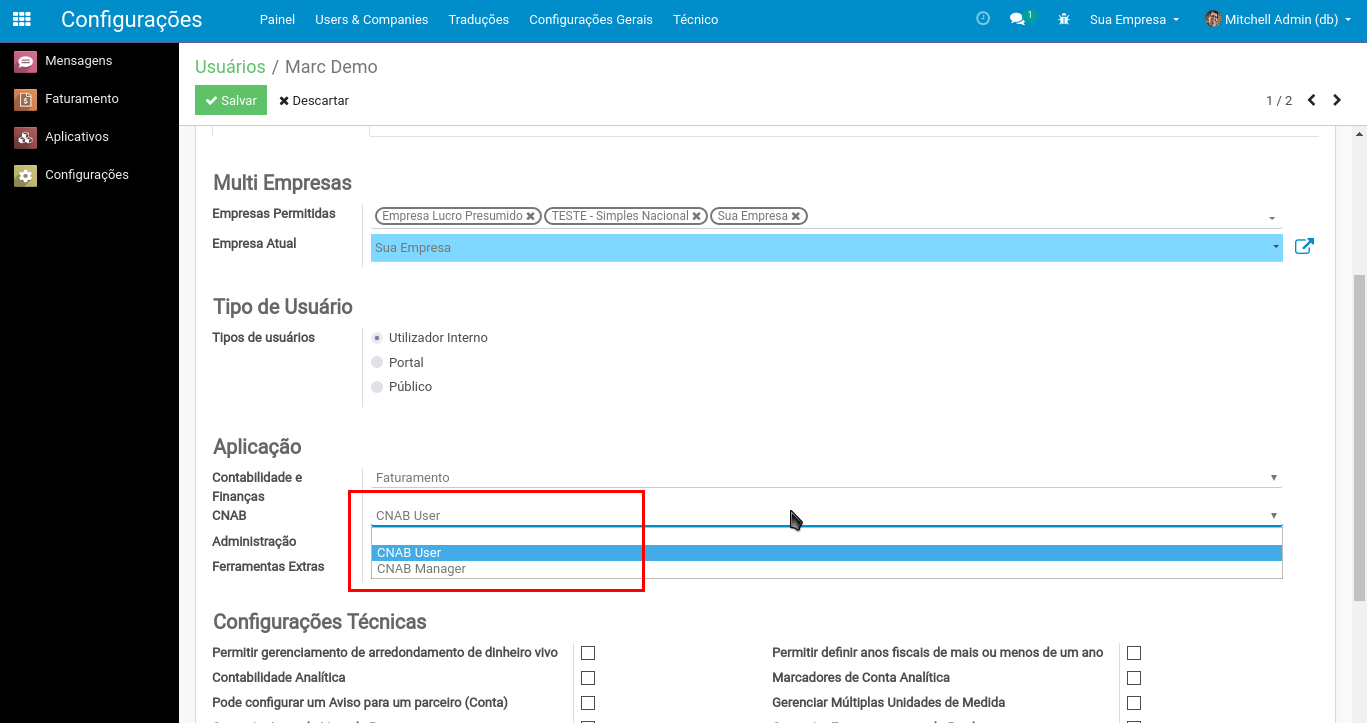 Configurações Painel Users & Companies Traduções Configurações Gerais Técnico 1 Sua Empresa Mitchell Admin (db)
Mensagens
Faturamento
Aplicativos
Configurações
Usuários / Marc Demo
Salvar Descartar 1 / 2
Multi Empresas
Empresas Permitidas Empresa Lucro Presumido TESTE - Simples Nacional Sua Empresa
Empresa Atual Sua Empresa
Tipo de Usuário
Tipos de usuários Utilizador Interno
Portal
Público
Aplicação
Contabilidade e Faturamento
Finanças
CNAB CNAB User
Administração
CNAB User
Ferramentas Extras CNAB Manager
Configurações Técnicas
Permitir gerenciamento de arredondamento de dinheiro vivo Permitir definir anos fiscais de mais ou menos de um ano
Contabilidade Analítica Marcadores de Conta Analítica
Pode configurar um Aviso para um parceiro (Conta) Gerenciar Múltiplas Unidades de Medida